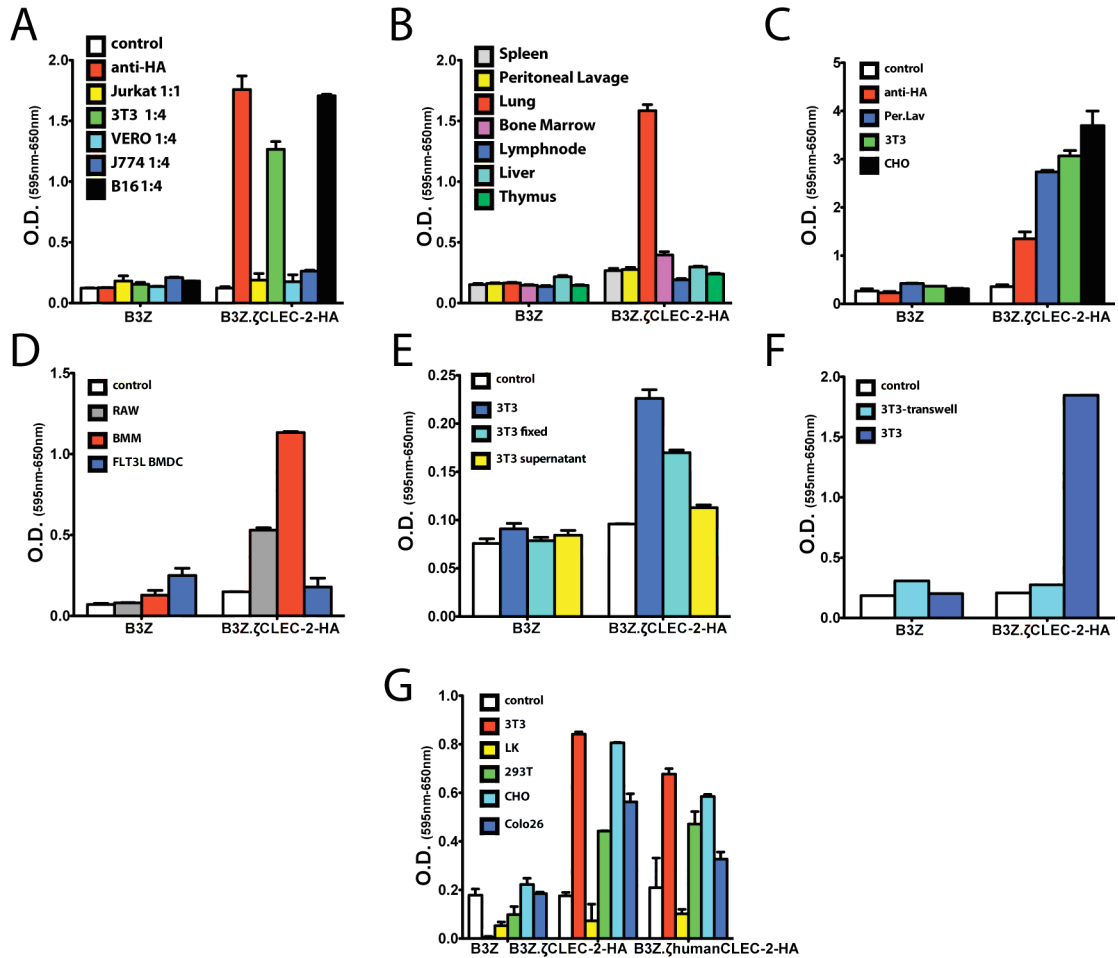 A
control
anti-HA
Jurkat 1:1
3T3 1:4
VERO 1:4
J774 1:4
B16 1:4
2.0
1.5
1.0
0.5
0.0
O.D. (595nm-650nm)
B3Z
B3Z.ζCLEC-2-HA
B
Spleen
Peritoneal Lavage
Lung
Bone Marrow
Lymphnode
Liver
Thymus
2.0
1.5
1.0
0.5
0.0
O.D. (595nm-650nm)
B3Z
B3Z.ζCLEC-2-HA
C
control
anti-HA
Per.Lav
3T3
CHO
5
4
3
2
1
0
O.D. (595nm-650nm)
B3Z
B3Z.ζCLEC-2-HA
D
control
RAW
BMM
FLT3L BMDC
1.5
1.0
0.5
0.0
O.D. (595nm-650nm)
B3Z
B3Z.ζCLEC-2-HA
E
control
3T3
3T3 fixed
3T3 supernatant
0.25
0.20
0.15
0.10
0.05
0.00
O.D. (595nm-650nm)
B3Z
B3Z.ζCLEC-2-HA
F
control
3T3-transwell
3T3
2.0
1.5
1.0
0.5
0.0
O.D. (595nm-650nm)
B3Z
B3Z.ζCLEC-2-HA
G
control
3T3
LK
293T
CHO
Colo26
1.0
0.8
0.6
0.4
0.2
0.0
O.D. (595nm-650nm)
B3Z
B3Z.ζCLEC-2-HA
B3Z.ζhumanCLEC-2-HA